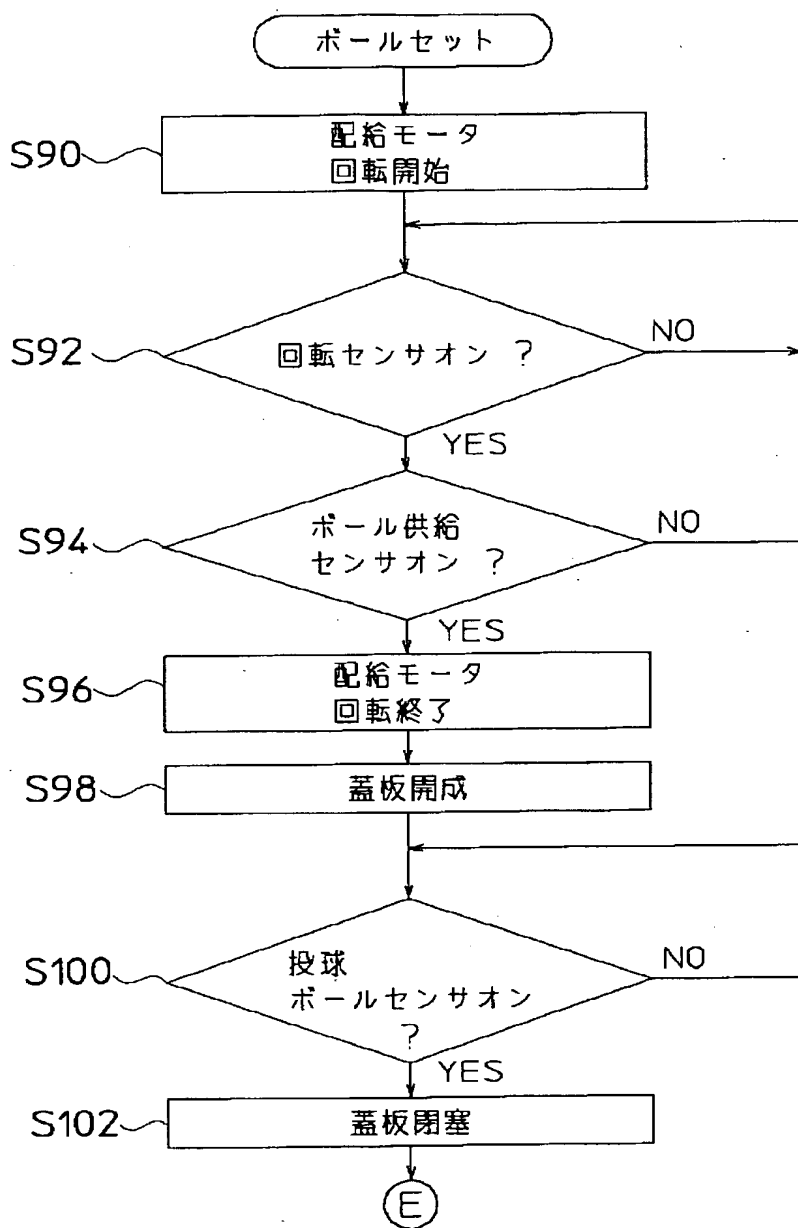 ボールセット
S90
配給モータ
回転開始
S92
回転センサオン ?
NO
YES
S94
ボール供給
センサオン ?
NO
YES
S96
配給モータ
回転終了
S98
蓋板開成
S100
投球
ボールセンサオン
?
NO
YES
S102
蓋板閉塞
E